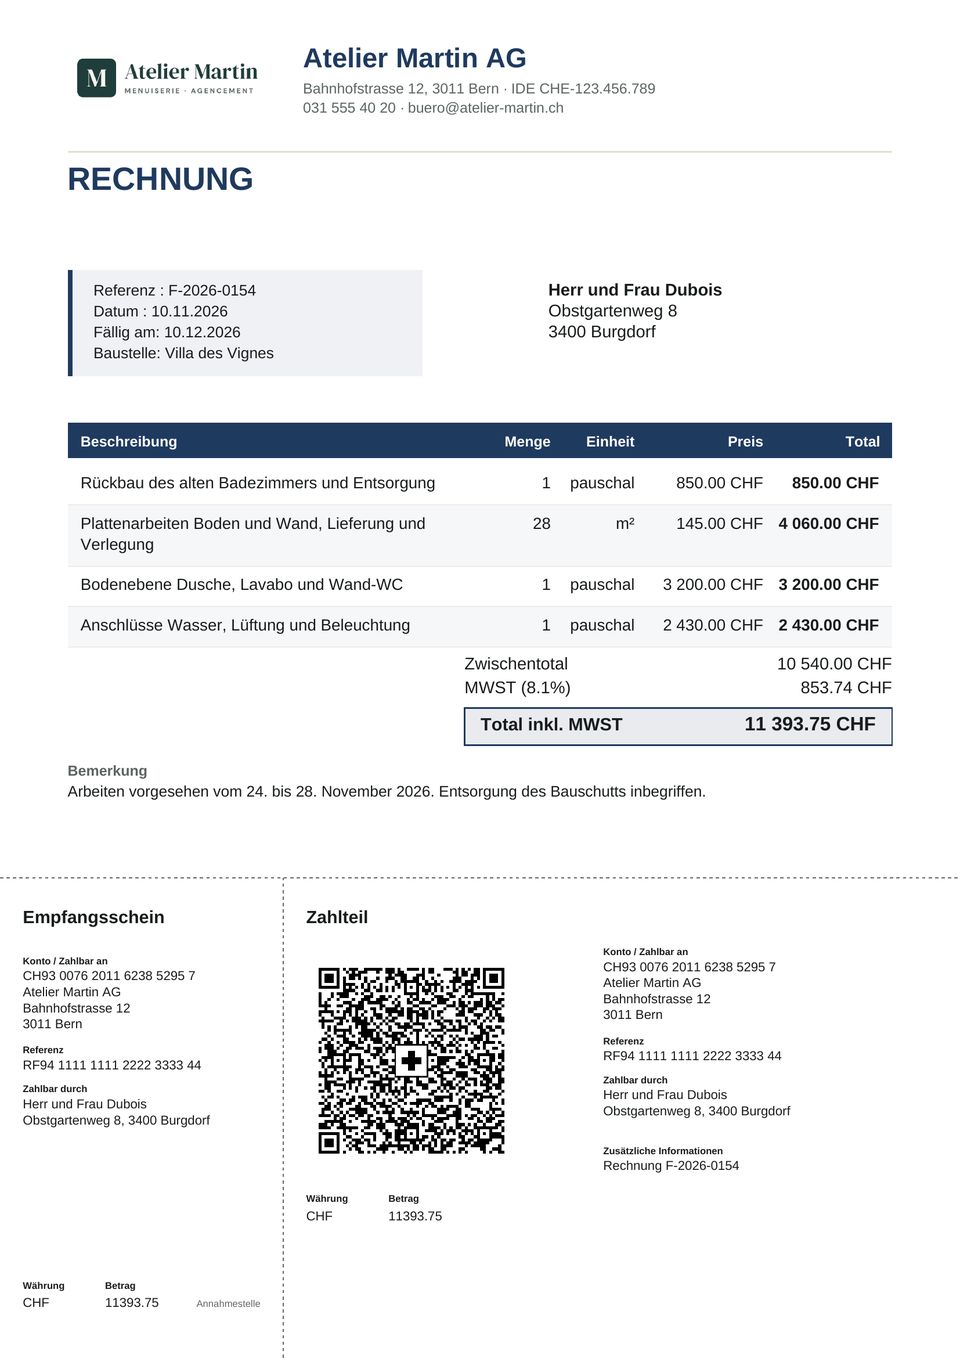 M Atelier Martin
MENUISERIE · AGENCEMENT
Atelier Martin AG
Bahnhofstrasse 12, 3011 Bern · IDE CHE-123.456.789
031 555 40 20 · buero@atelier-martin.ch
RECHNUNG
Referenz : F-2026-0154
Datum : 10.11.2026
Fällig am: 10.12.2026
Baustelle: Villa des Vignes
Herr und Frau Dubois
Obstgartenweg 8
3400 Burgdorf
Beschreibung Menge Einheit Preis Total
Rückbau des alten Badezimmers und Entsorgung 1 pauschal 850.00 CHF 850.00 CHF
Plattenarbeiten Boden und Wand, Lieferung und 28 m² 145.00 CHF 4 060.00 CHF
Verlegung
Bodenebene Dusche, Lavabo und Wand-WC 1 pauschal 3 200.00 CHF 3 200.00 CHF
Anschlüsse Wasser, Lüftung und Beleuchtung 1 pauschal 2 430.00 CHF 2 430.00 CHF
Zwischentotal 10 540.00 CHF
MWST (8.1%) 853.74 CHF
Total inkl. MWST 11 393.75 CHF
Bemerkung
Arbeiten vorgesehen vom 24. bis 28. November 2026. Entsorgung des Bauschutts inbegriffen.
Empfangsschein
Konto / Zahlbar an
CH93 0076 2011 6238 5295 7
Atelier Martin AG
Bahnhofstrasse 12
3011 Bern
Referenz
RF94 1111 1111 2222 3333 44
Zahlbar durch
Herr und Frau Dubois
Obstgartenweg 8, 3400 Burgdorf
Währung Betrag
CHF 11393.75 Annahmestelle
Zahlteil
Währung Betrag
CHF 11393.75
Konto / Zahlbar an
CH93 0076 2011 6238 5295 7
Atelier Martin AG
Bahnhofstrasse 12
3011 Bern
Referenz
RF94 1111 1111 2222 3333 44
Zahlbar durch
Herr und Frau Dubois
Obstgartenweg 8, 3400 Burgdorf
Zusätzliche Informationen
Rechnung F-2026-0154